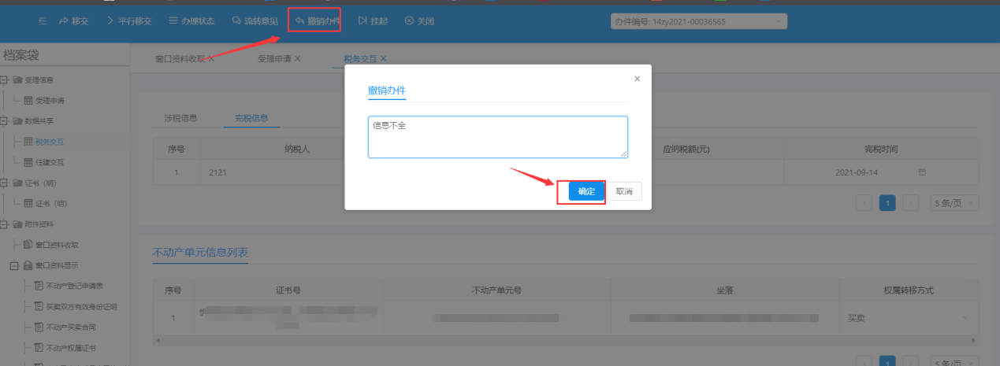 移交 平行移交 办理状态 流转意见 撤销办件 挂起 关闭 办件编号: 14zy2021-00036565
档案袋
窗口资料收取 受理申请 税务交互
受理信息
受理申请
数据共享
税务交互
住建交互
证书（明）
证书（明）
附件资料
窗口资料收取
窗口资料显示
不动产登记申请表
买卖双方有效身份证明
不动产买卖合同
不动产权属证书
撤销办件
信息不全
确定 取消
涉税信息 完税信息
序号 纳税人 应纳税额(元) 完税时间
1 2121 2021-09-14
1 5 条/页
不动产单元信息列表
序号 证书号 不动产单元号 坐落 权属转移方式
1 买卖
1 5 条/页